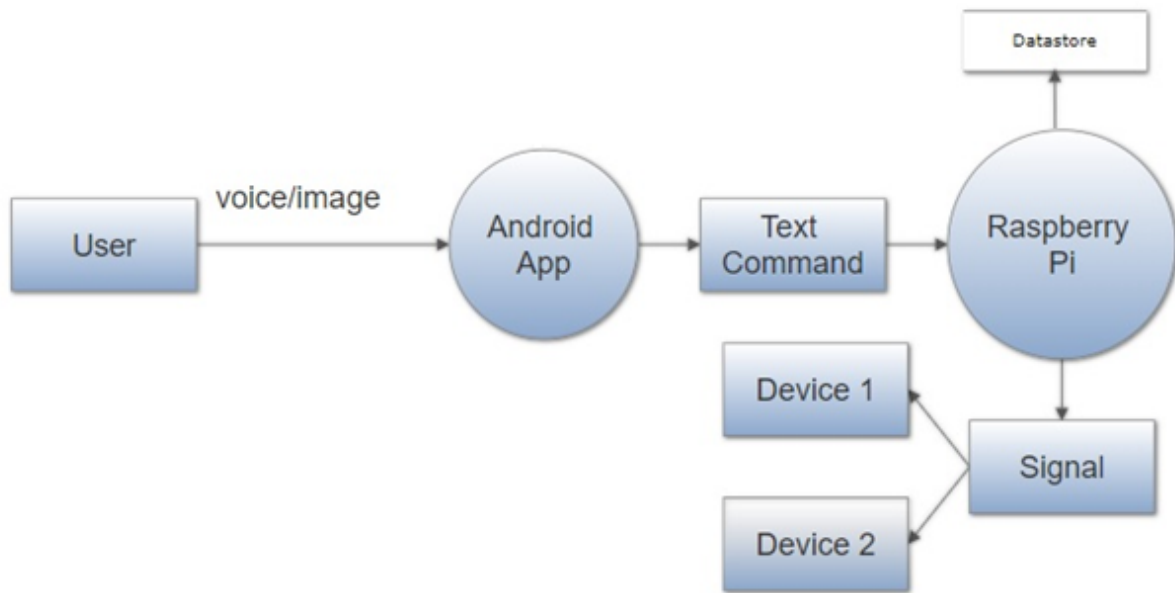 Datastore
voice/image
User
Android
App
Text
Command
Raspberry
Pi
Device 1
Signal
Device 2